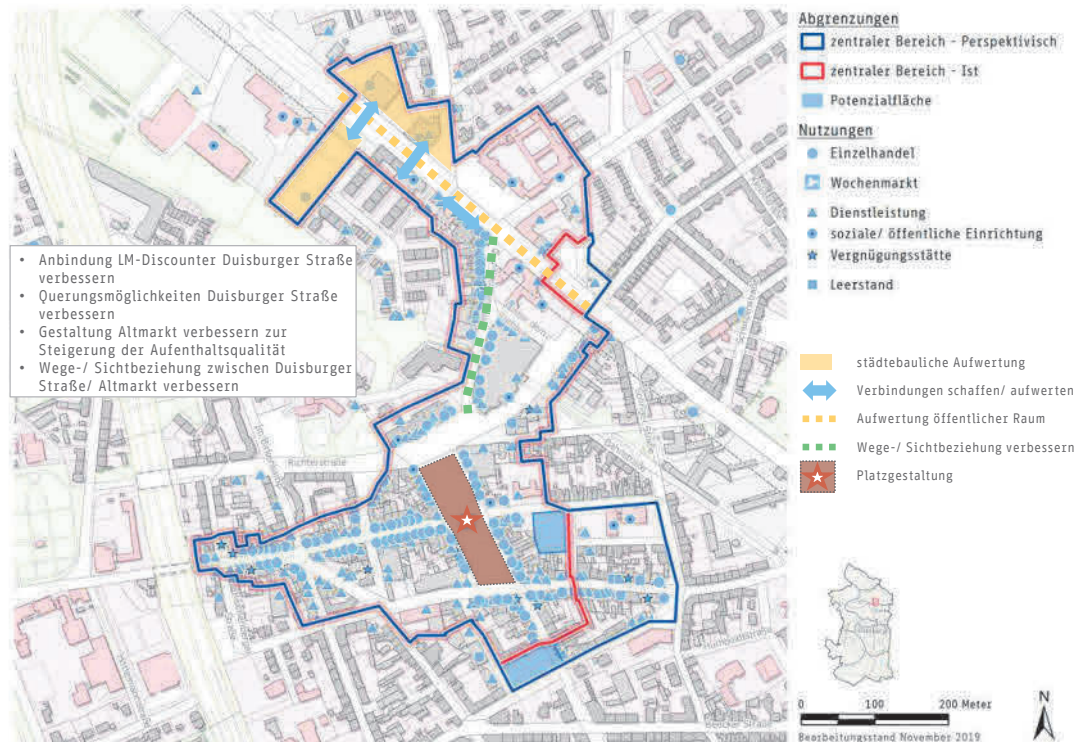 • Anbindung LM-Discounter Duisburger Straße
verbessern
• Querungsmöglichkeiten Duisburger Straße
verbessern
• Gestaltung Altmarkt verbessern zur
Steigerung der Aufenthaltsqualität
• Wege-/ Sichtbeziehung zwischen Duisburger
Straße/ Altmarkt verbessern
Richterstraße
Abgrenzungen
zentraler Bereich - Perspektivisch
zentraler Bereich - Ist
Potenzialfläche
Nutzungen
Einzelhandel
Wochenmarkt
Dienstleistung
soziale/ öffentliche Einrichtung
Vergnügungsstätte
Leerstand
städtebauliche Aufwertung
Verbindungen schaffen/ aufwerten
Aufwertung öffentlicher Raum
Wege-/ Sichtbeziehung verbessern
Platzgestaltung
N
0 100 200 Meter
Bearbeitungsstand November 2019